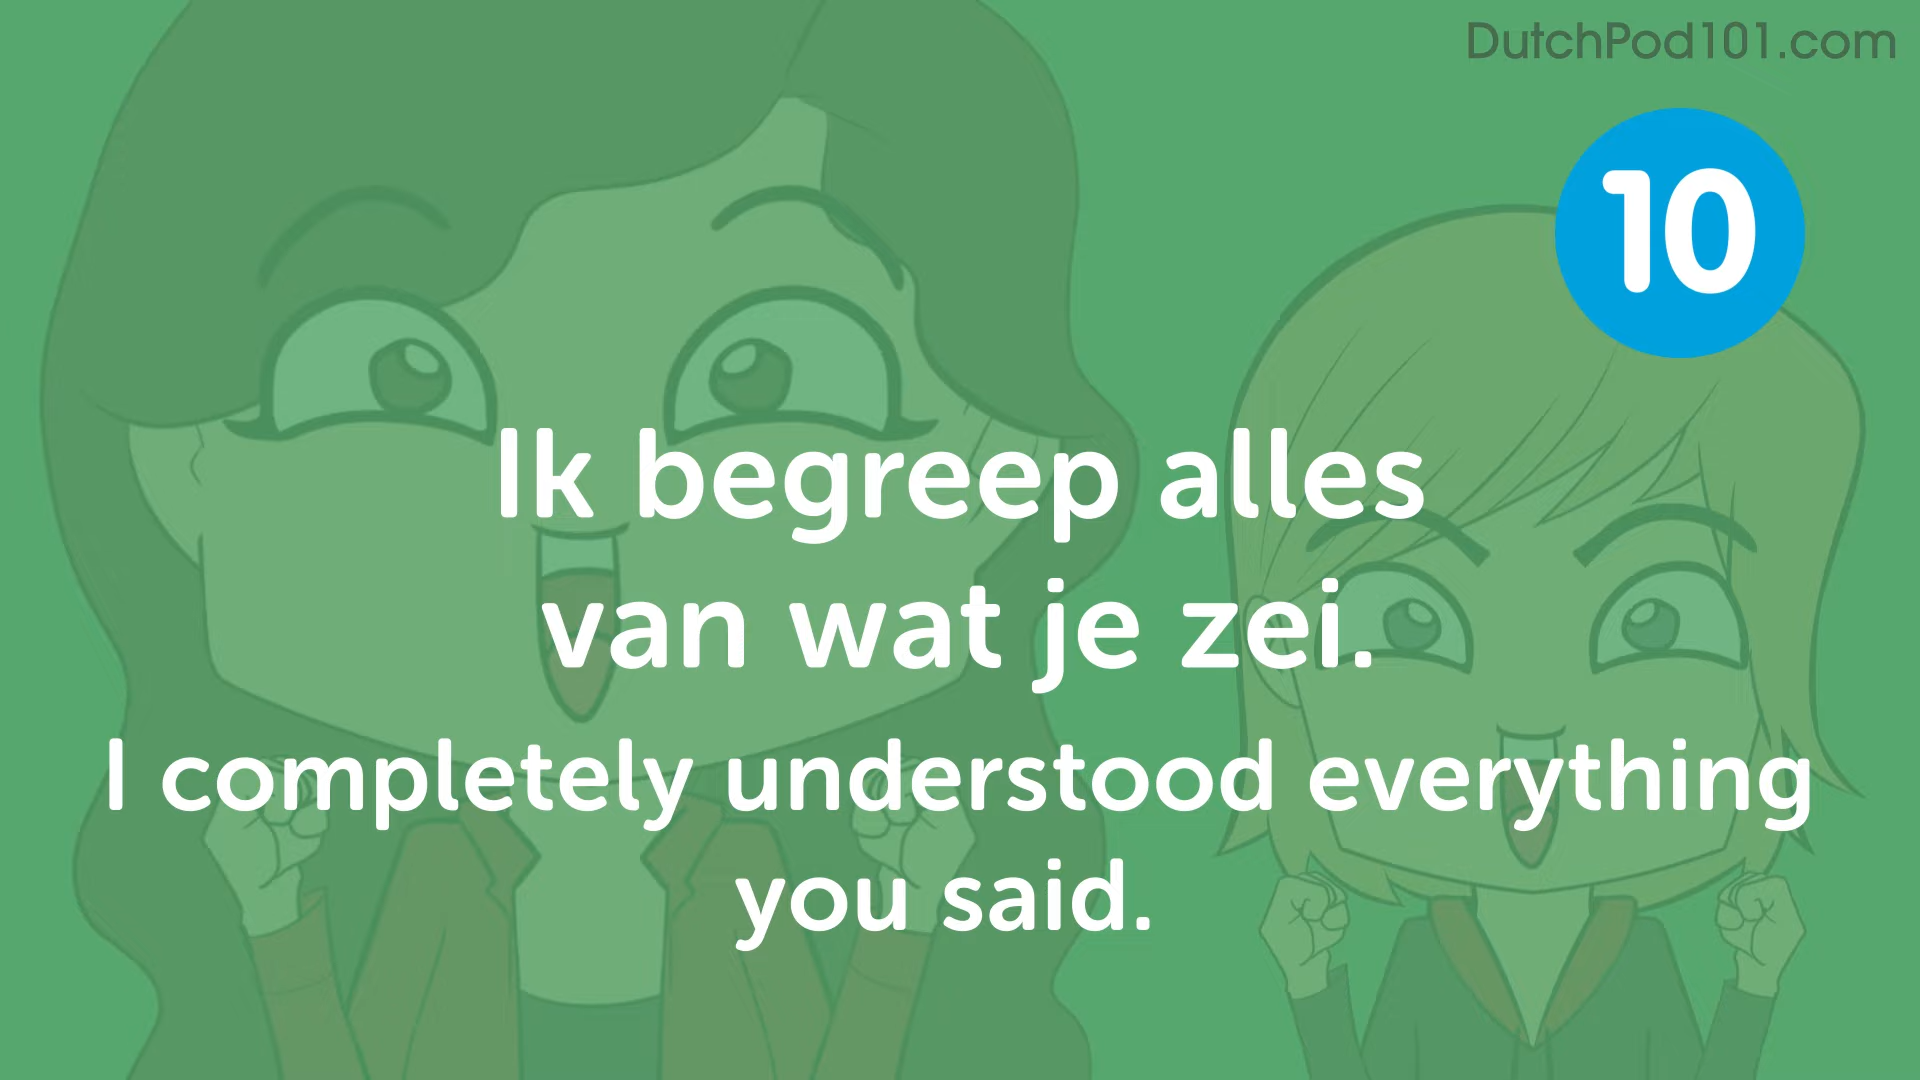 DutchPod101.com
10
Ik begreep alles
van wat je zei.
I completely understood everything
you said.